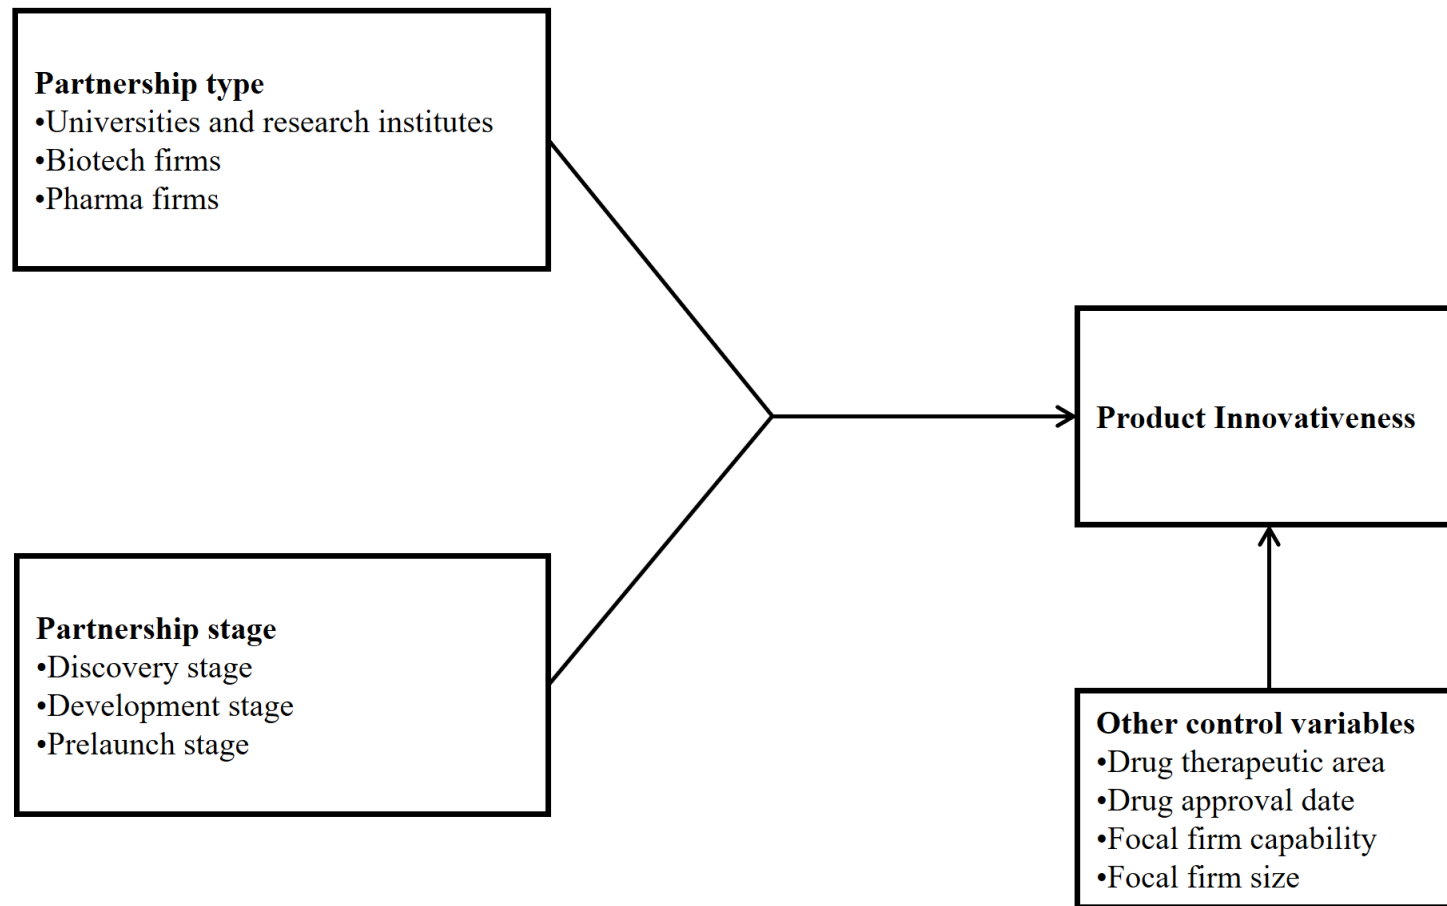 Partnership type
•Universities and research institutes
•Biotech firms
•Pharma firms
Product Innovativeness
Partnership stage
•Discovery stage
•Development stage
•Prelaunch stage
Other control variables
•Drug therapeutic area
•Drug approval date
•Focal firm capability
•Focal firm size